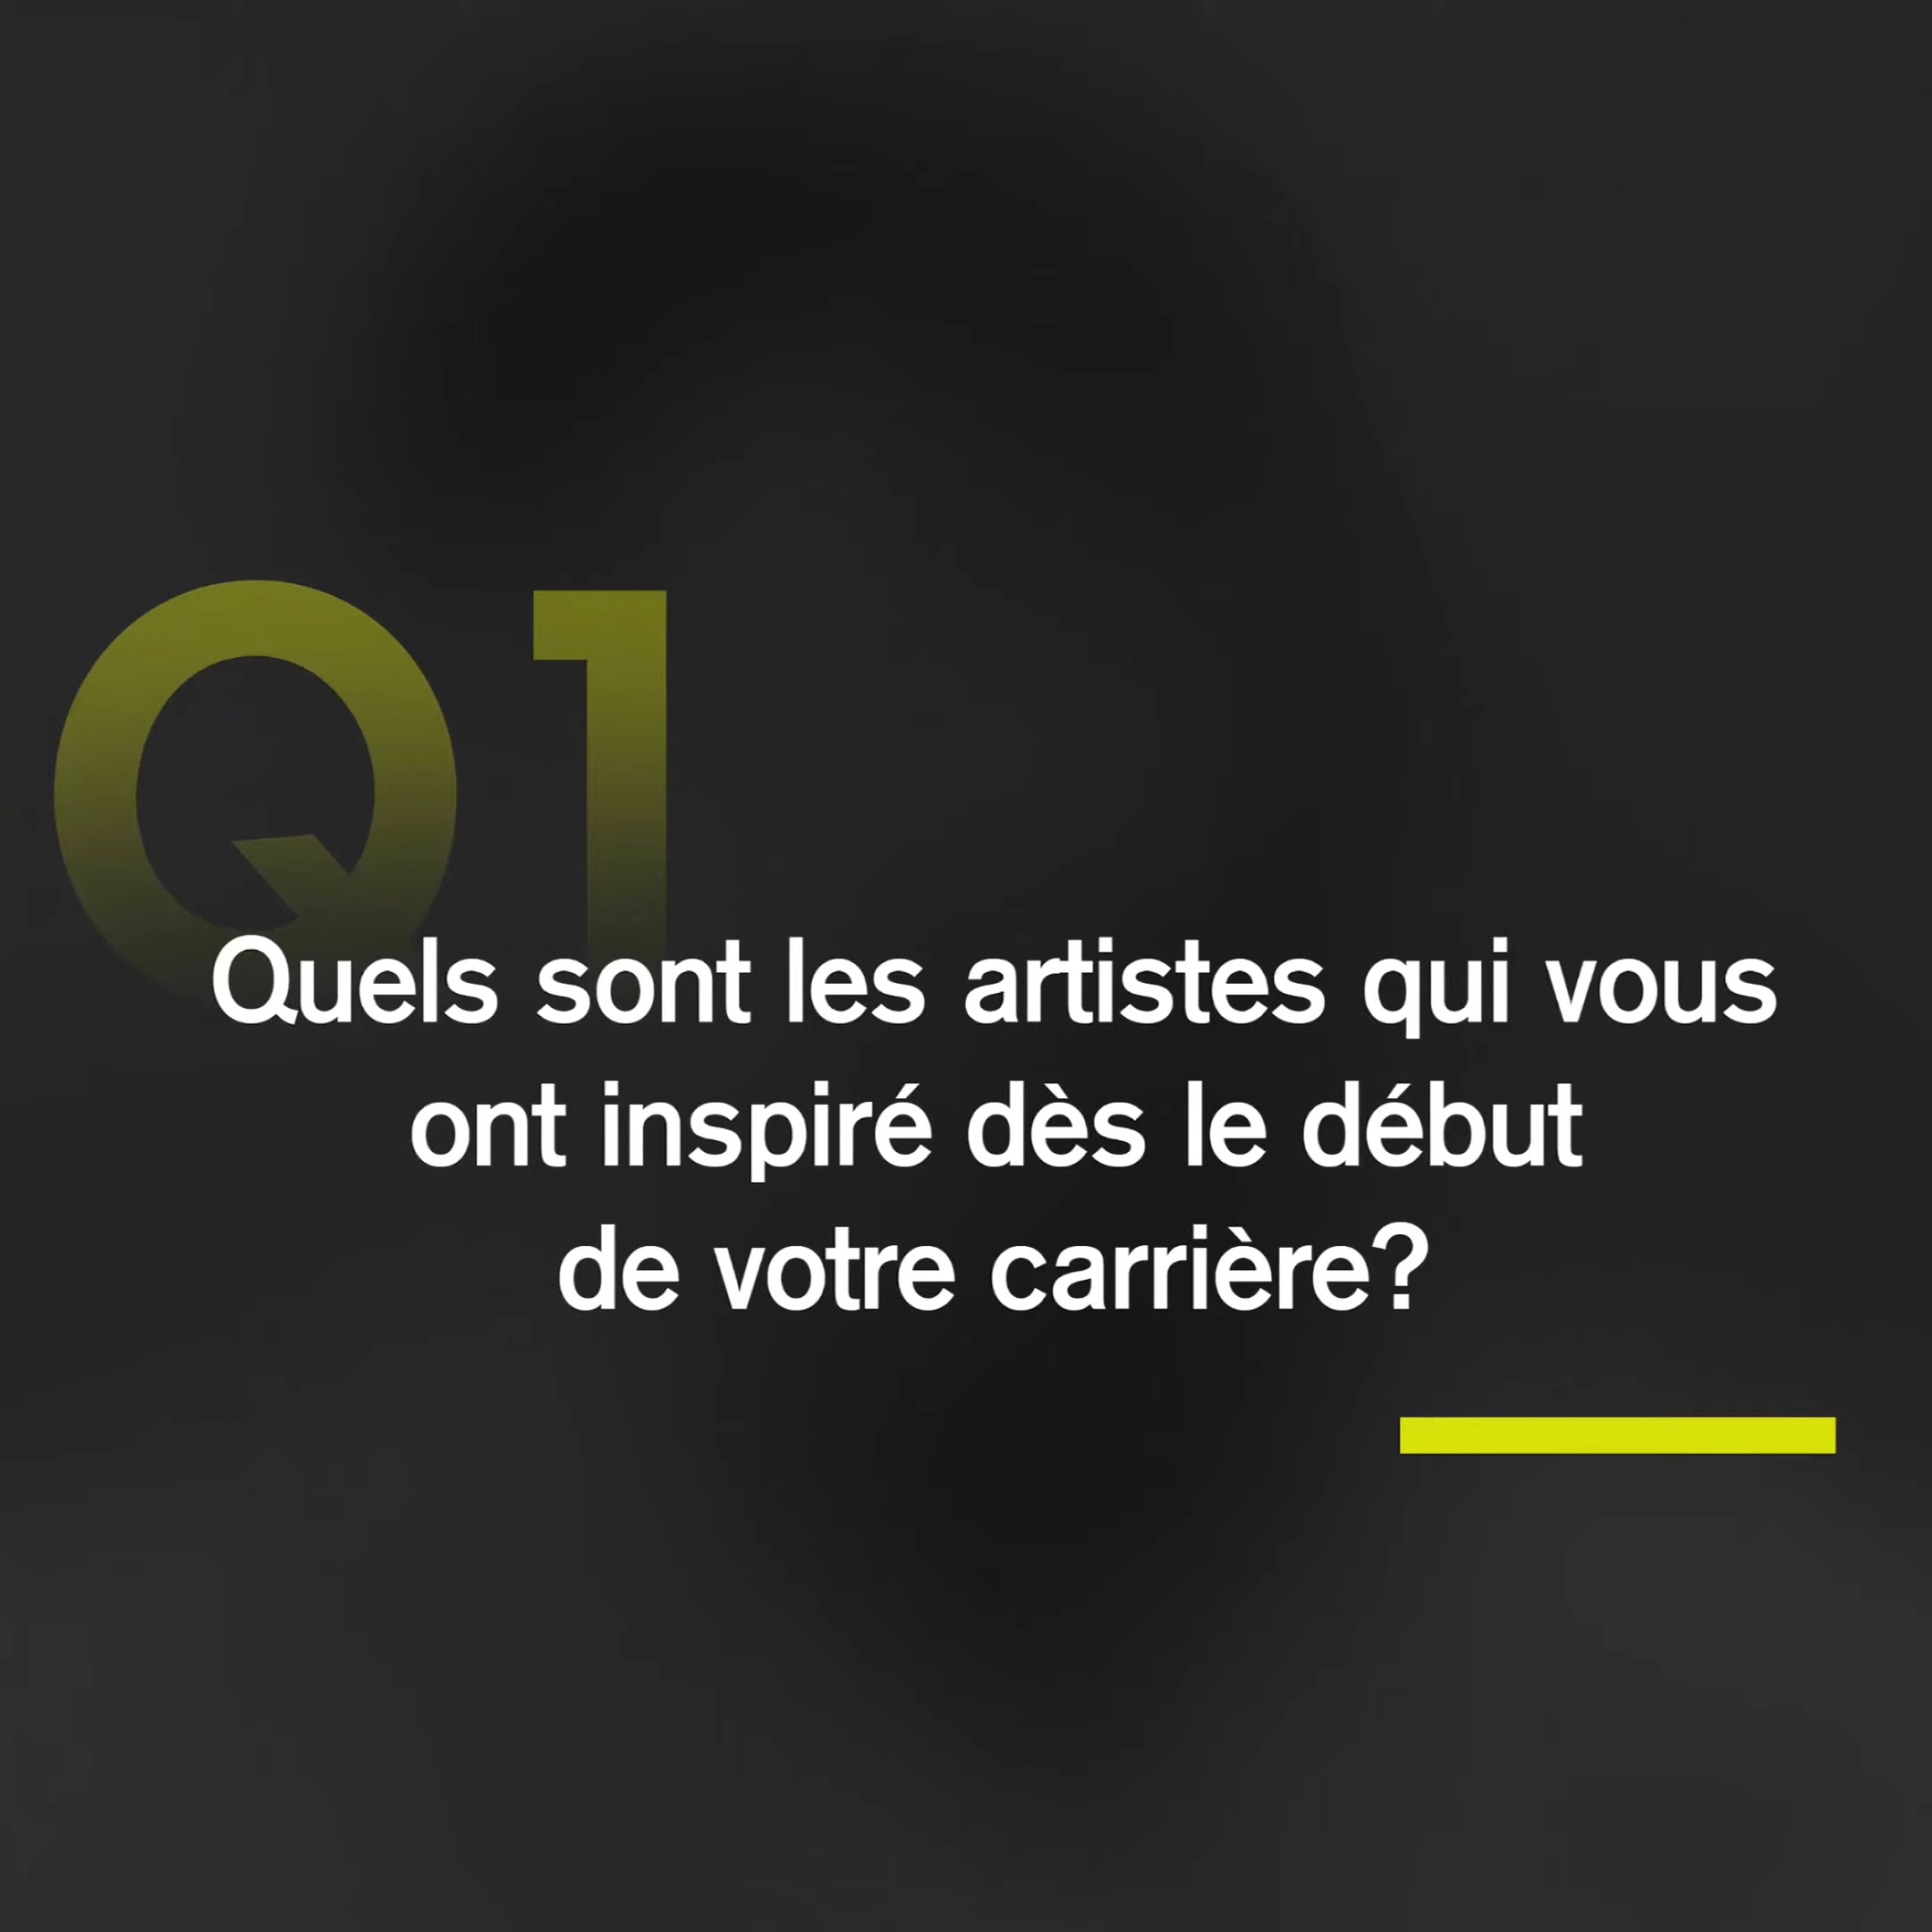 Q1
Quels sont les artistes qui vous
ont inspiré dès le début
de votre carrière?